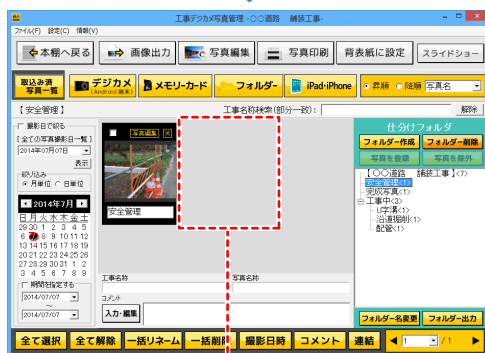 工事デジカメ写真管理 -〇〇道路　舗装工事-
ファイル(F) 設定(C) 情報(V)
本棚へ戻る 画像出力 写真編集 写真印刷 背表紙に設定 スライドショー
取込み済
写真一覧
デジカメ
(Android端末)
メモリーカード フォルダー iPad・iPhone 昇順 降順 写真名
【 安全管理 】 工事名称検索(部分一致): 解除
撮影日で絞る
[ 全ての写真撮影日一覧 ]
2014年07月07日
表示
絞り込み
月単位 日単位
2014年7月
日 月 火 水 木 金 土
29 30 1 2 3 4 5
6 7 8 9 10 11 12
13 14 15 16 17 18 19
20 21 22 23 24 25 26
27 28 29 30 31 1 2
3 4 5 6 7 8 9
期間を指定する
2014/07/07
～
2014/07/07
写真編集 X
安全管理
工事名称 写真名称
コメント
入力・編集
仕分けフォルダ
フォルダー作成 フォルダー削除
写真を登録 写真を除外
【〇〇道路　舗装工事】<7>
安全管理<1>
完成写真<1>
工事中<3>
U字溝<1>
沿道掘削<1>
配管<1>
フォルダー名変更 フォルダー出力
全て選択 全て解除 一括リネーム 一括削除 撮影日時 コメント 連結 1 / 1